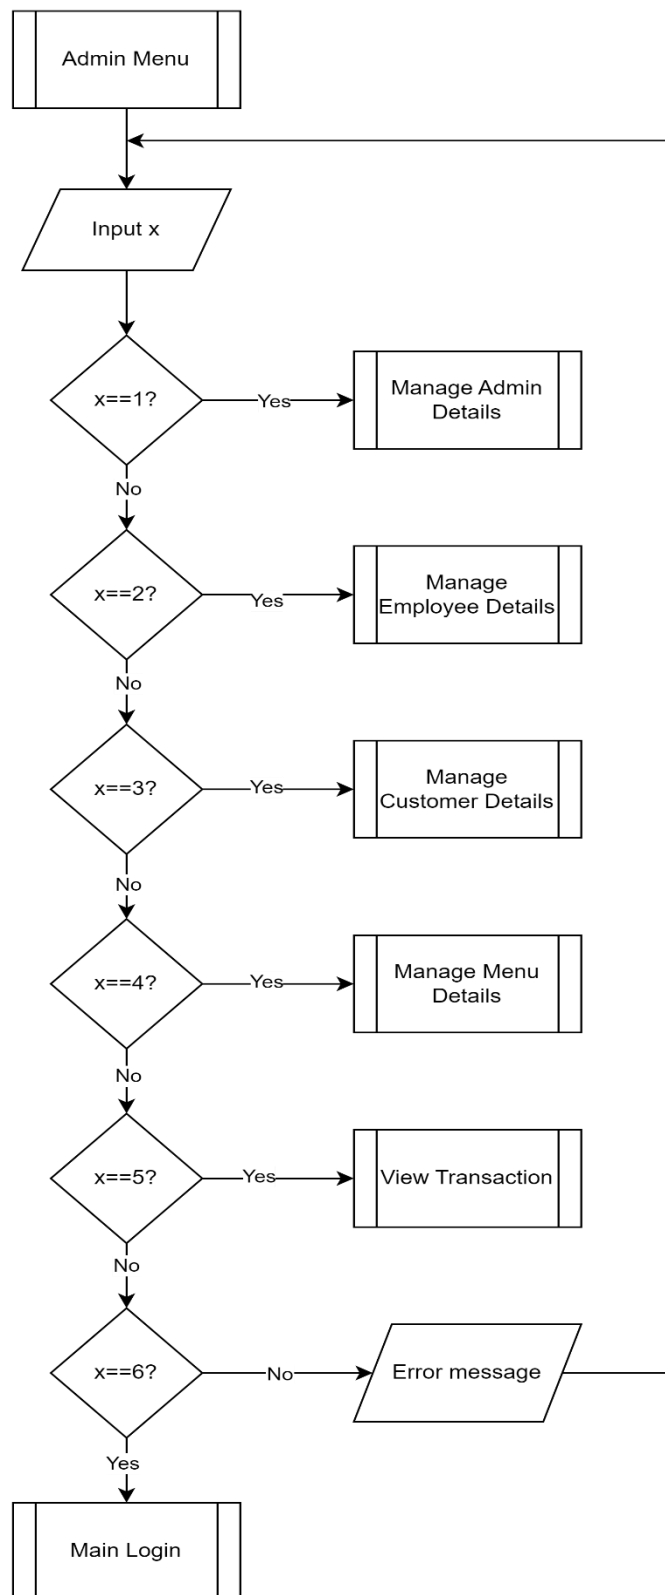 Admin Menu
Input x
x==1?
Yes
Manage Admin
Details
No
x==2?
Yes
Manage
Employee Details
No
x==3?
Yes
Manage
Customer Details
No
x==4?
Yes
Manage Menu
Details
No
x==5?
Yes
View Transaction
No
x==6?
No
Error message
Yes
Main Login